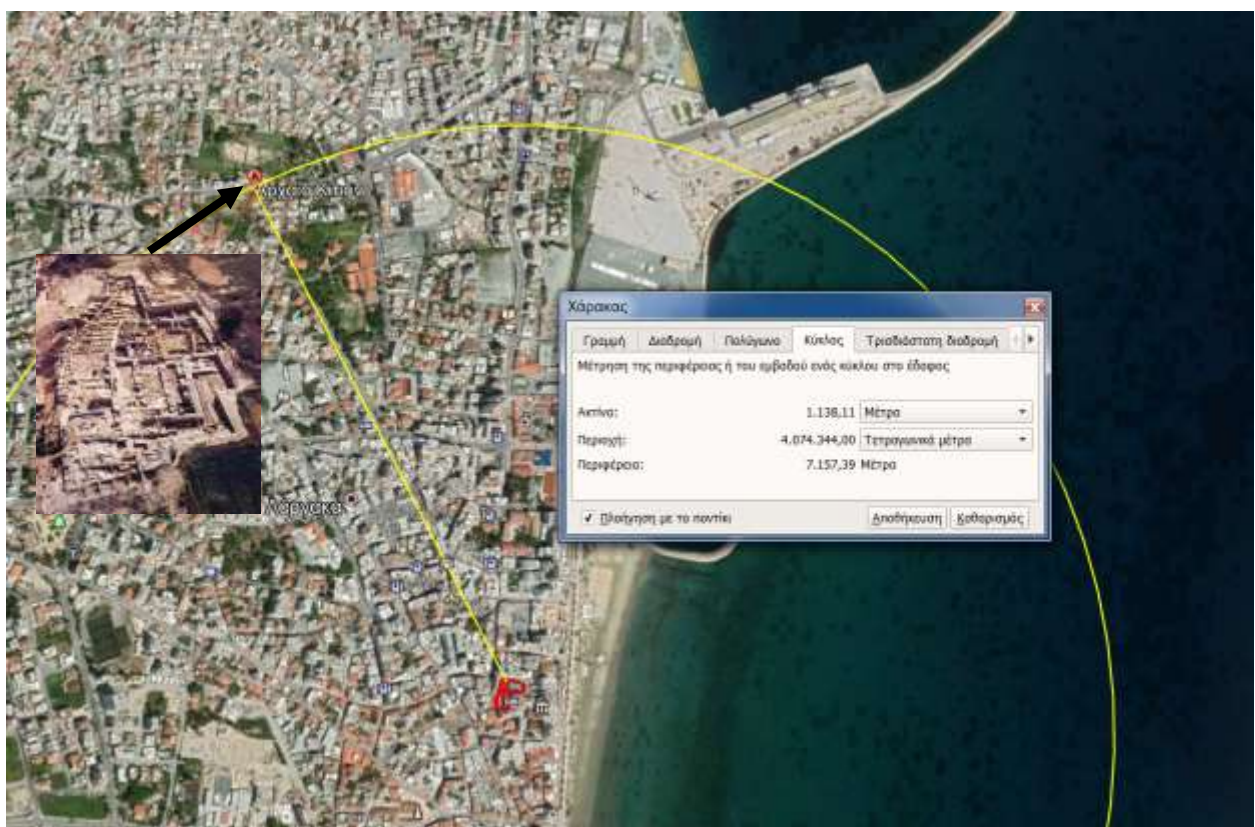 Αρχαίο Κίτιον
Χάρακας
Γραμμή Διαδρομή Πολύγωνο Κύκλος Τρισδιάστατη διαδρομή
Μέτρηση της περιφέρειας ή του εμβαδού ενός κύκλου στο έδαφος
Ακτίνα: 1.138,11 Μέτρα
Περιοχή: 4.074.344,00 Τετραγωνικά μέτρα
Περιφέρεια: 7.157,39 Μέτρα
Λάρνακα
Πλοήγηση με το ποντίκι Αποθήκευση Καθαρισμός